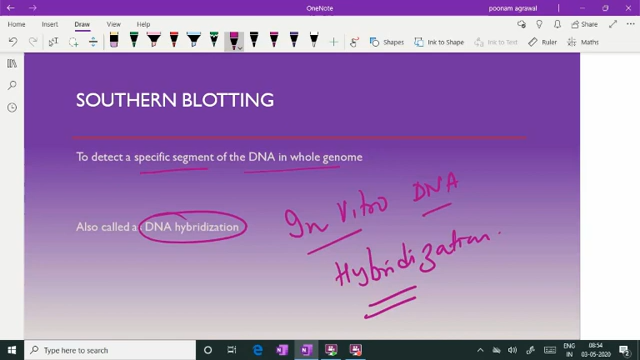 OneNote
poonam agrawal
Home Insert Draw View Help
Share
Shapes Ink to Shape Ink to Text Ruler Maths
SOUTHERN BLOTTING
To detect a specific segment of the DNA in whole genome
Also called a DNA hybridization
In Vitro DNA
Hybridization.
Type here to search
ENG 08:54
IN 03-05-2020